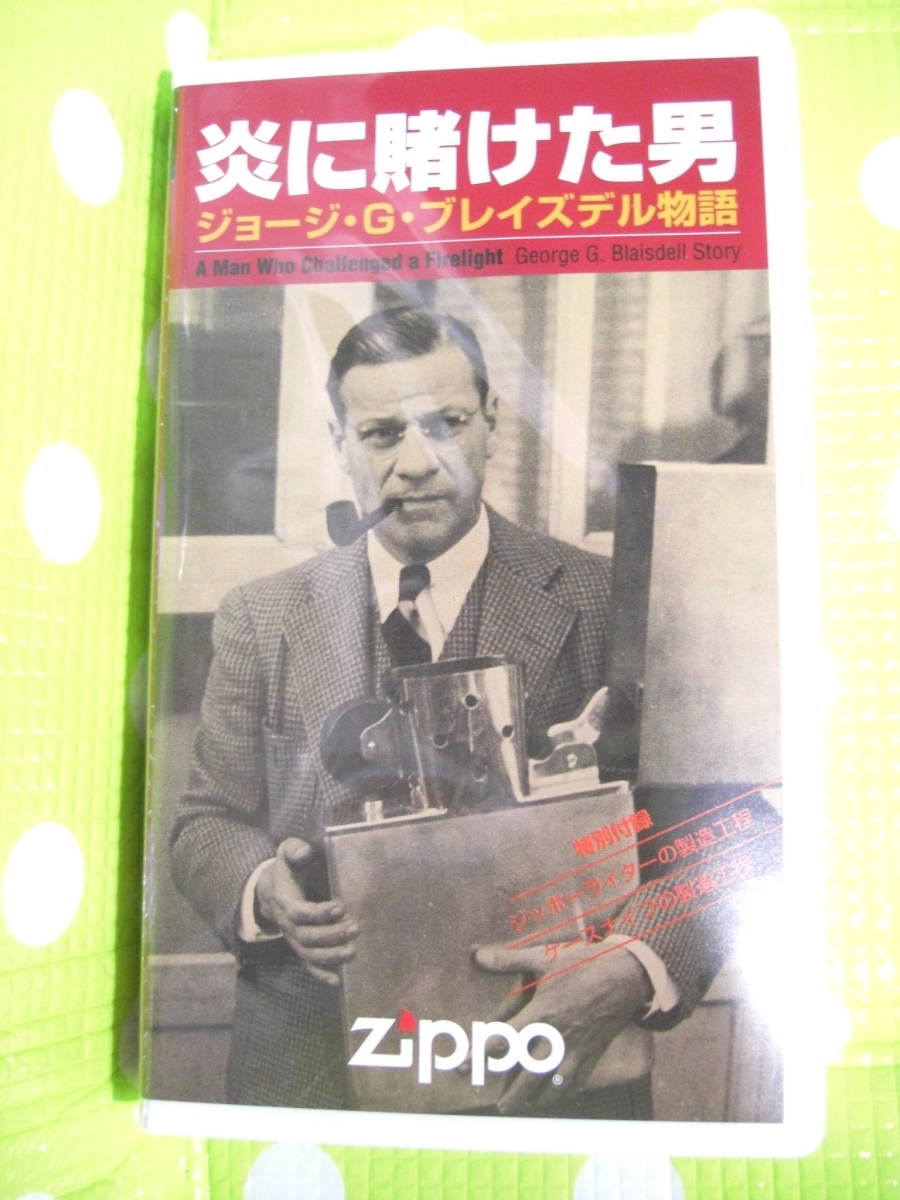 炎に賭けた男
ジョージ・G・ブレイズデル物語
A Man Who Challenged a Firelight George G. Blaisdell Story
特別付録
ジッポーライターの製造工程
ケースナイフの製造工程
Zippo®